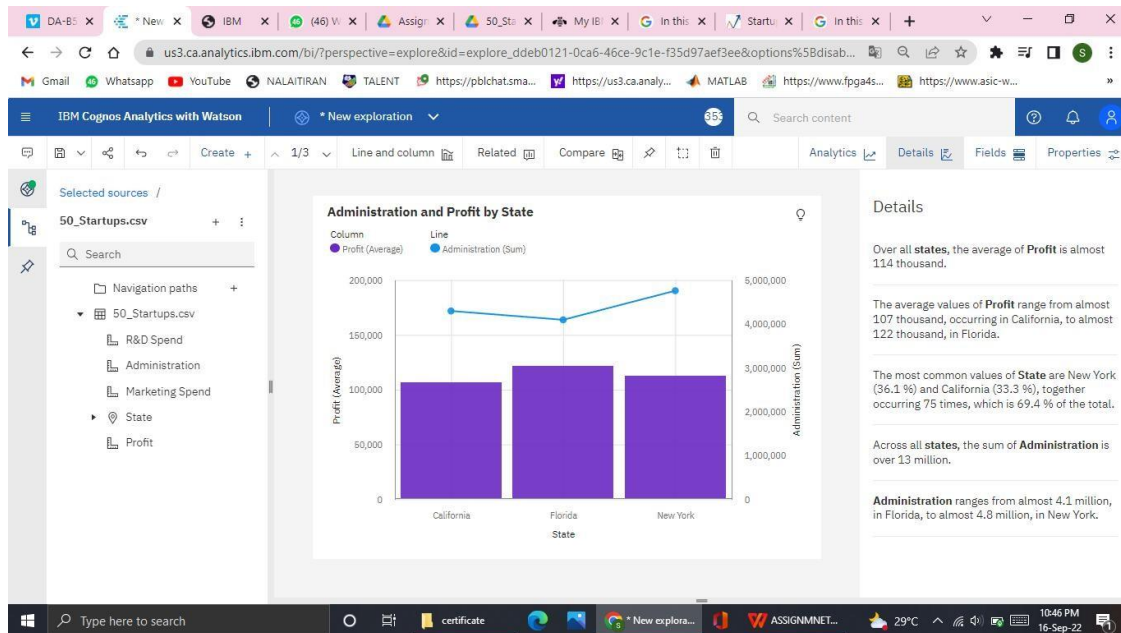 DA-B5
* New
IBM
(46) W
Assign
50_Sta
My IB
In this
Startu
In this
us3.ca.analytics.ibm.com/bi/?perspective=explore&id=explore_ddeb0121-0ca6-46ce-9c1e-f35d97aef3ee&options%5Bdisab...
S
Gmail
Whatsapp
YouTube
NALAITIRAN
TALENT
https://pblchat.sma...
https://us3.ca.analy...
MATLAB
https://www.fpga4s...
https://www.asic-w...
»
IBM Cognos Analytics with Watson
* New exploration
353
Search content
Create +
1/3
Line and column
Related
Compare
Analytics
Details
Fields
Properties
Selected sources /
50_Startups.csv
Search
Navigation paths +
50_Startups.csv
R&D Spend
Administration
Marketing Spend
State
Profit
Administration and Profit by State
Column Line
Profit (Average) Administration (Sum)
200,000
150,000
100,000
50,000
0
Profit (Average)
5,000,000
4,000,000
3,000,000
2,000,000
1,000,000
0
Administration (Sum)
California
Florida
New York
State
Details
Over all states, the average of Profit is almost
114 thousand.
The average values of Profit range from almost
107 thousand, occurring in California, to almost
122 thousand, in Florida.
The most common values of State are New York
(36.1 %) and California (33.3 %), together
occurring 75 times, which is 69.4 % of the total.
Across all states, the sum of Administration is
over 13 million.
Administration ranges from almost 4.1 million,
in Florida, to almost 4.8 million, in New York.
Type here to search
certificate
* New explora...
ASSIGNMNET...
29°C
10:46 PM
16-Sep-22